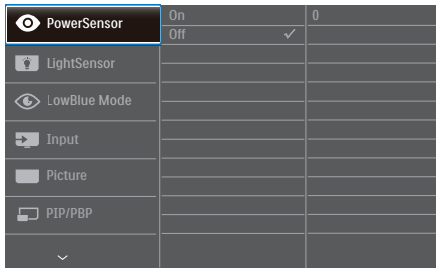 PowerSensor
On
0
Off
LightSensor
LowBlue Mode
Input
Picture
PIP/PBP